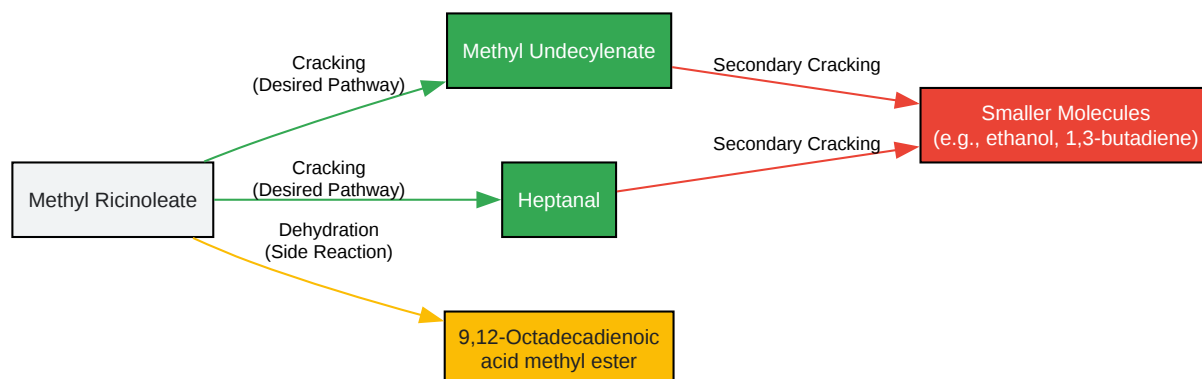 Methyl Undecylenate
Cracking
(Desired Pathway)
Secondary Cracking
Smaller Molecules
(e.g., ethanol, 1,3-butadiene)
Secondary Cracking
Cracking
(Desired Pathway)
Methyl Ricinoleate
Heptanal
Dehydration
(Side Reaction)
9,12-Octadecadienoic
acid methyl ester